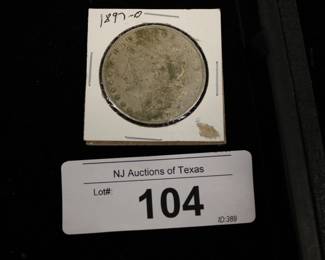 1897-O
NJ Auctions of Texas
Lot#:
104
ID:389